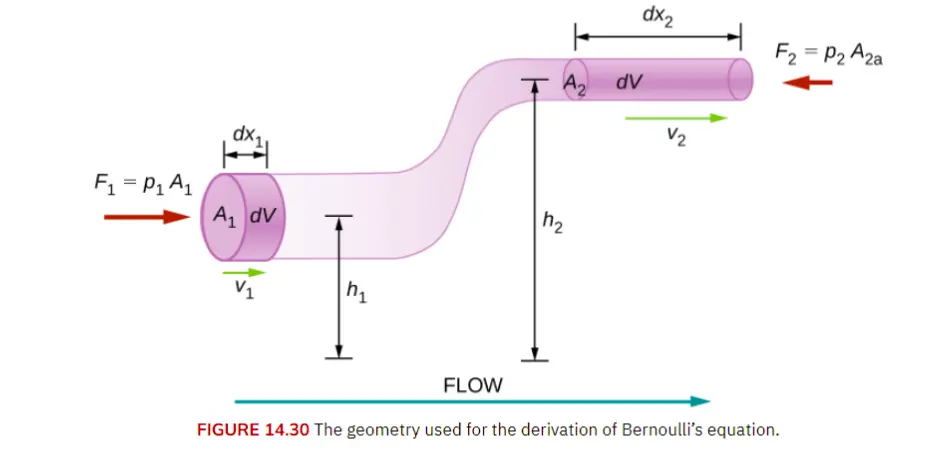 dx₂
F₂ = p₂ A₂ₐ
A₂ dV
v₂
dx₁
F₁ = p₁ A₁
A₁ dV
v₁
h₁
h₂
FLOW
FIGURE 14.30 The geometry used for the derivation of Bernoulli’s equation.